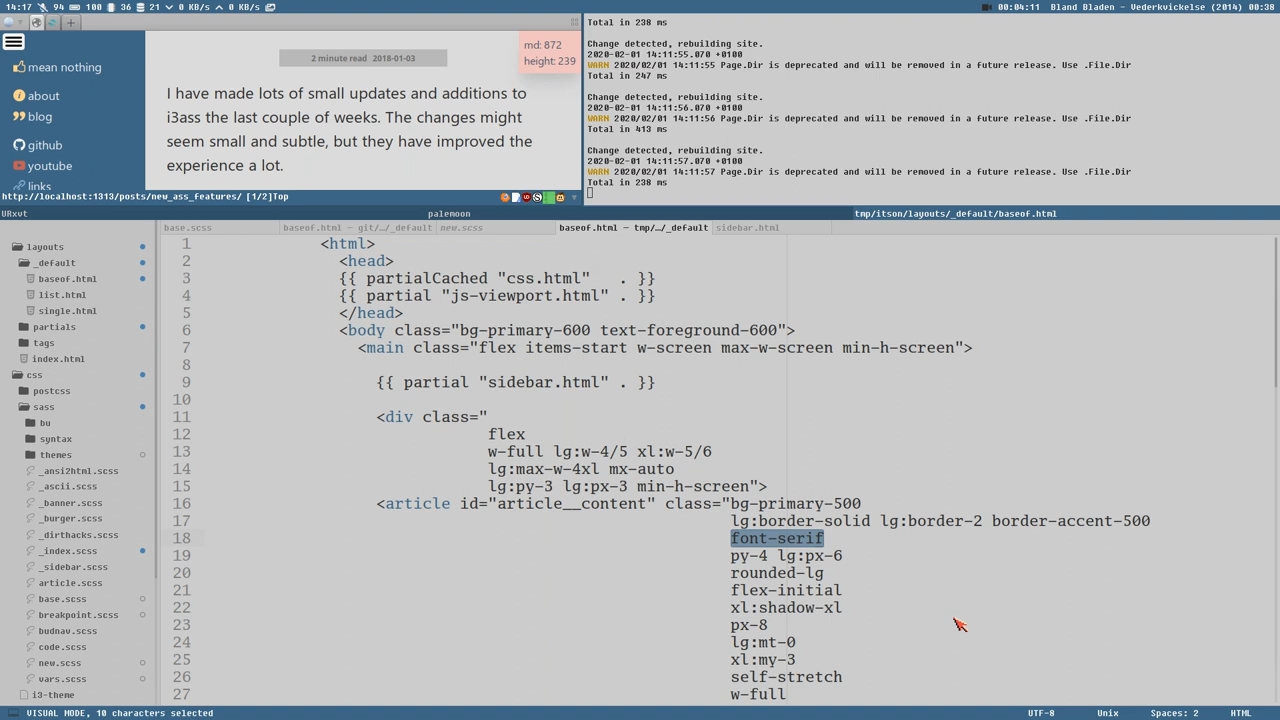 14:17 94 100 36 21 0 KB/s 0 KB/s 00:04:11 Bland Bladen - Vederkvickelse (2014) 00:38
mean nothing
about
blog
github
youtube
links
2 minute read 2018-01-03
md: 872
height: 239
I have made lots of small updates and additions to
i3ass the last couple of weeks. The changes might
seem small and subtle, but they have improved the
experience a lot.
http://localhost:1313/posts/new_ass_features/ [1/2]Top
Total in 238 ms
Change detected, rebuilding site.
2020-02-01 14:11:55.070 +0100
WARN 2020/02/01 14:11:55 Page.Dir is deprecated and will be removed in a future release. Use .File.Dir
Total in 247 ms
Change detected, rebuilding site.
2020-02-01 14:11:56.070 +0100
WARN 2020/02/01 14:11:56 Page.Dir is deprecated and will be removed in a future release. Use .File.Dir
Total in 413 ms
Change detected, rebuilding site.
2020-02-01 14:11:57.070 +0100
WARN 2020/02/01 14:11:57 Page.Dir is deprecated and will be removed in a future release. Use .File.Dir
Total in 238 ms
URxvt palemoon tmp/itson/layouts/_default/baseof.html
base.scss baseof.html — git/…/_default new.scss baseof.html — tmp/…/_default sidebar.html
layouts
_default
baseof.html
list.html
single.html
partials
tags
index.html
css
postcss
sass
bu
syntax
themes
_ansi2html.scss
_ascii.scss
_banner.scss
_burger.scss
_dirthacks.scss
_index.scss
_sidebar.scss
article.scss
base.scss
breakpoint.scss
budnav.scss
code.scss
new.scss
vars.scss
i3-theme
1 <html>
2 <head>
3 {{ partialCached "css.html" . }}
4 {{ partial "js-viewport.html" . }}
5 </head>
6 <body class="bg-primary-600 text-foreground-600">
7 <main class="flex items-start w-screen max-w-screen min-h-screen">
8
9 {{ partial "sidebar.html" . }}
10
11 <div class="
12 flex
13 w-full lg:w-4/5 xl:w-5/6
14 lg:max-w-4xl mx-auto
15 lg:py-3 lg:px-3 min-h-screen">
16 <article id="article__content" class="bg-primary-500
17 lg:border-solid lg:border-2 border-accent-500
18 font-serif
19 py-4 lg:px-6
20 rounded-lg
21 flex-initial
22 xl:shadow-xl
23 px-8
24 lg:mt-0
25 xl:my-3
26 self-stretch
27 w-full
VISUAL MODE, 10 characters selected UTF-8 Unix Spaces: 2 HTML